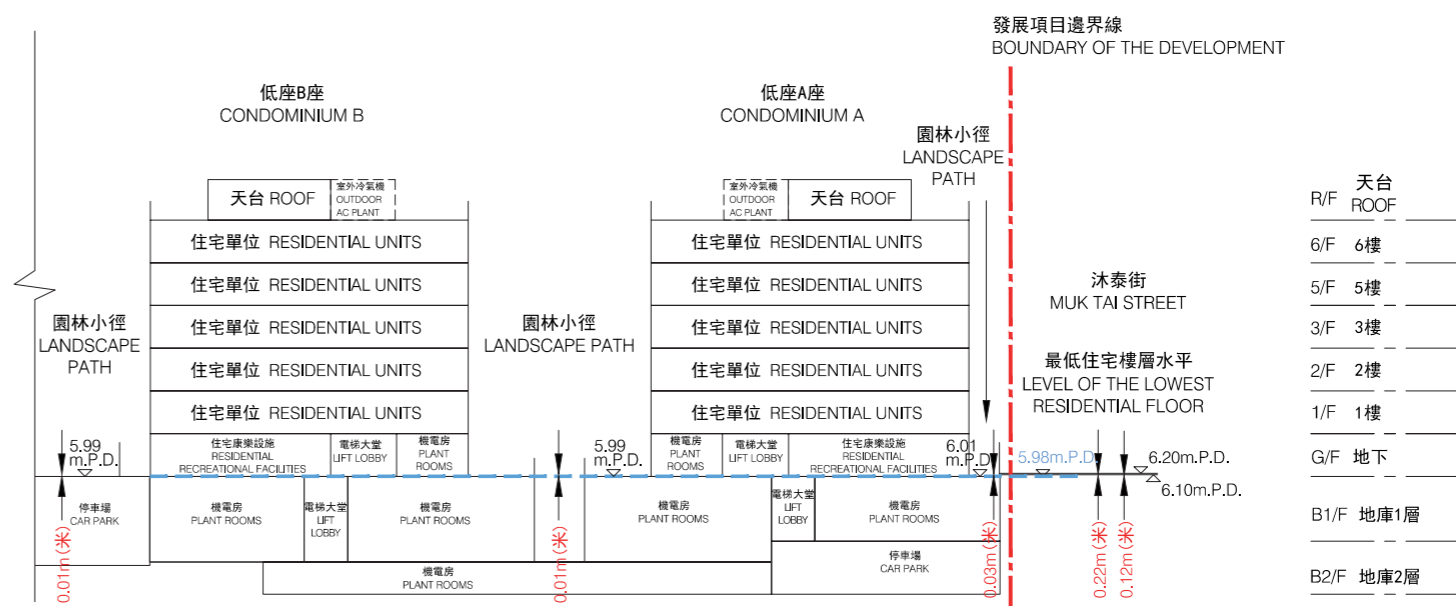 發展項目邊界線
BOUNDARY OF THE DEVELOPMENT
低座B座
CONDOMINIUM B
低座A座
CONDOMINIUM A
園林小徑
LANDSCAPE
PATH
天台 ROOF
室外冷氣機
OUTDOOR
AC PLANT
室外冷氣機
OUTDOOR
AC PLANT
天台 ROOF
住宅單位 RESIDENTIAL UNITS
住宅單位 RESIDENTIAL UNITS
住宅單位 RESIDENTIAL UNITS
住宅單位 RESIDENTIAL UNITS
住宅單位 RESIDENTIAL UNITS
住宅單位 RESIDENTIAL UNITS
住宅單位 RESIDENTIAL UNITS
住宅單位 RESIDENTIAL UNITS
住宅單位 RESIDENTIAL UNITS
住宅單位 RESIDENTIAL UNITS
園林小徑
LANDSCAPE
PATH
園林小徑
LANDSCAPE PATH
沐泰街
MUK TAI STREET
最低住宅樓層水平
LEVEL OF THE LOWEST
RESIDENTIAL FLOOR
R/F 天台
ROOF
6/F 6樓
5/F 5樓
3/F 3樓
2/F 2樓
1/F 1樓
G/F 地下
B1/F 地庫1層
B2/F 地庫2層
5.99
m.P.D.
住宅康樂設施
RESIDENTIAL
RECREATIONAL FACILITIES
電梯大堂
LIFT LOBBY
機電房
PLANT
ROOMS
5.99
m.P.D.
機電房
PLANT
ROOMS
電梯大堂
LIFT LOBBY
住宅康樂設施
RESIDENTIAL
RECREATIONAL FACILITIES
6.01
m.P.D.
5.98m.P.D.
6.20m.P.D.
6.10m.P.D.
停車場
CAR PARK
機電房
PLANT ROOMS
電梯大堂
LIFT
LOBBY
機電房
PLANT ROOMS
機電房
PLANT ROOMS
電梯大堂
LIFT
LOBBY
機電房
PLANT ROOMS
停車場
CAR PARK
機電房
PLANT ROOMS
0.01m (米)
0.01m (米)
0.03m (米)
0.22m (米)
0.12m (米)